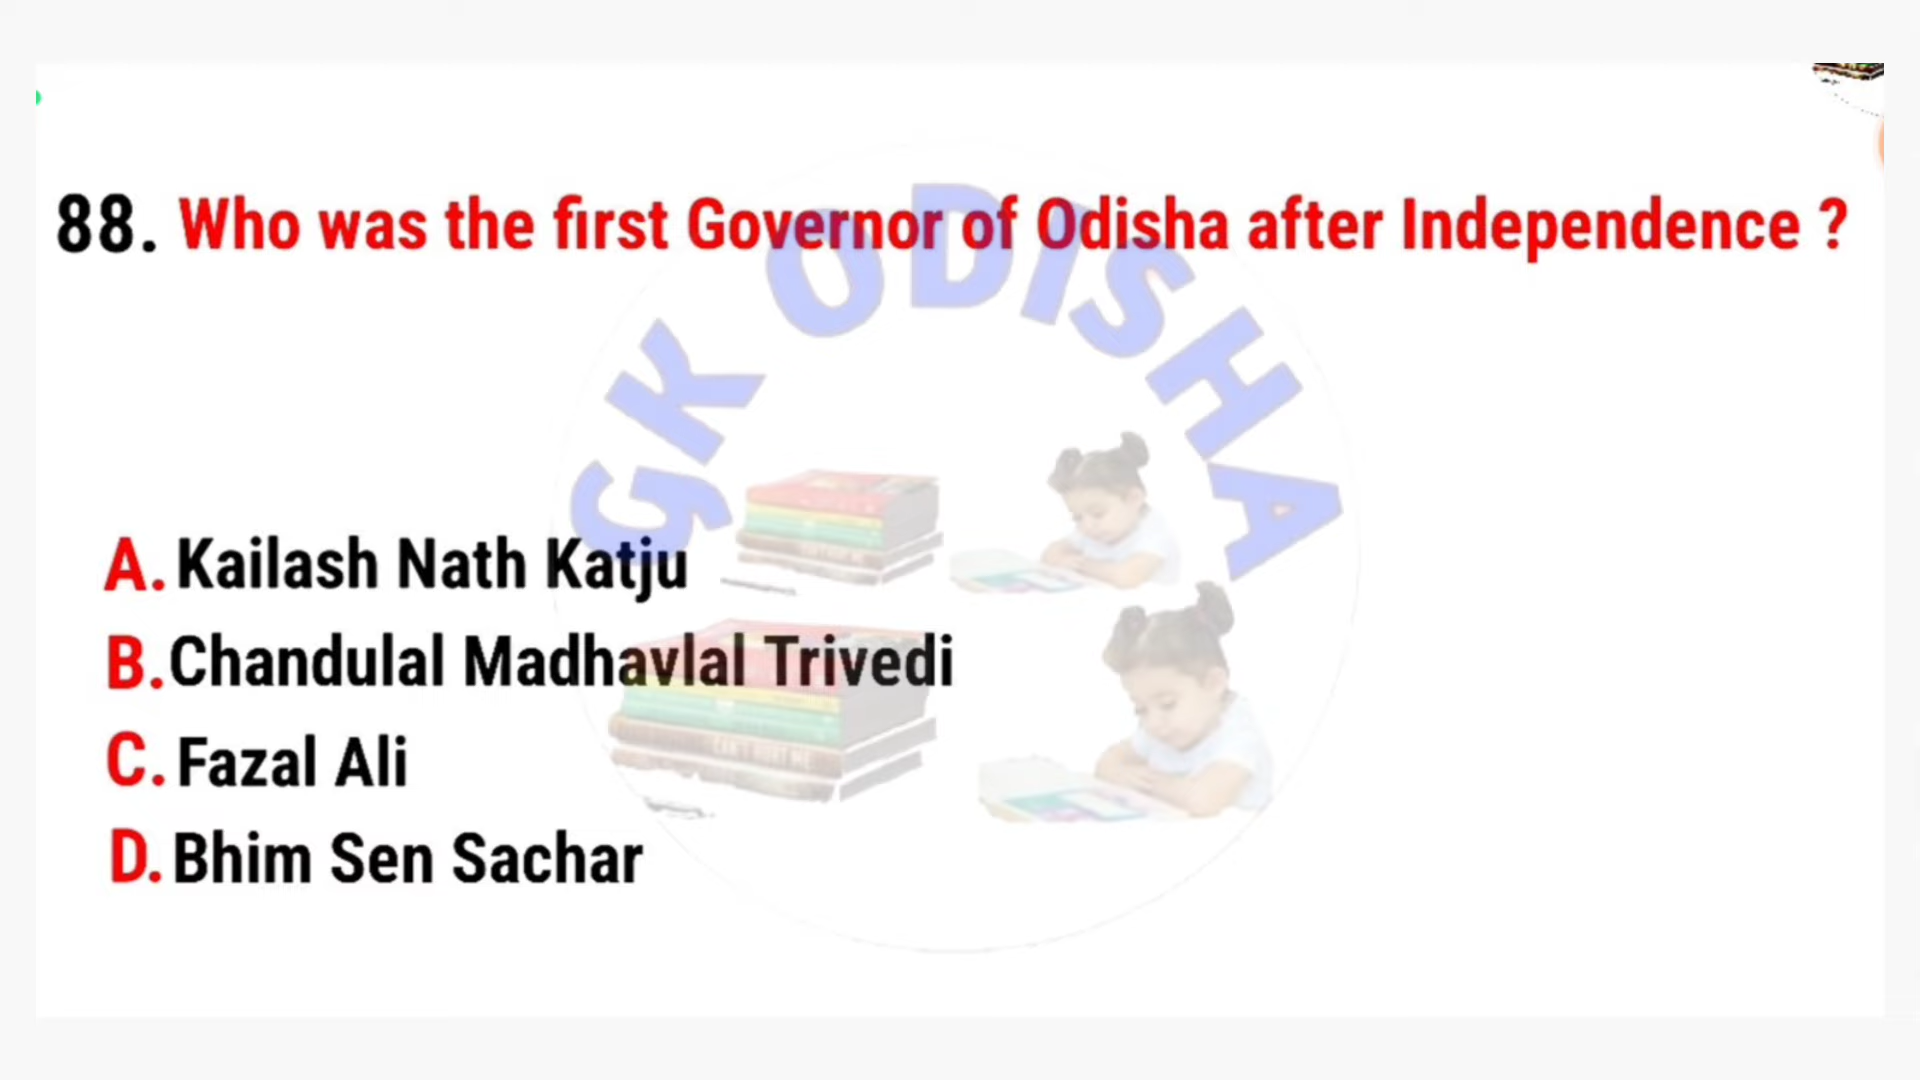 88. Who was the first Governor of Odisha after Independence ?
GK ODISHA
A. Kailash Nath Katju
B. Chandulal Madhavlal Trivedi
C. Fazal Ali
D. Bhim Sen Sachar